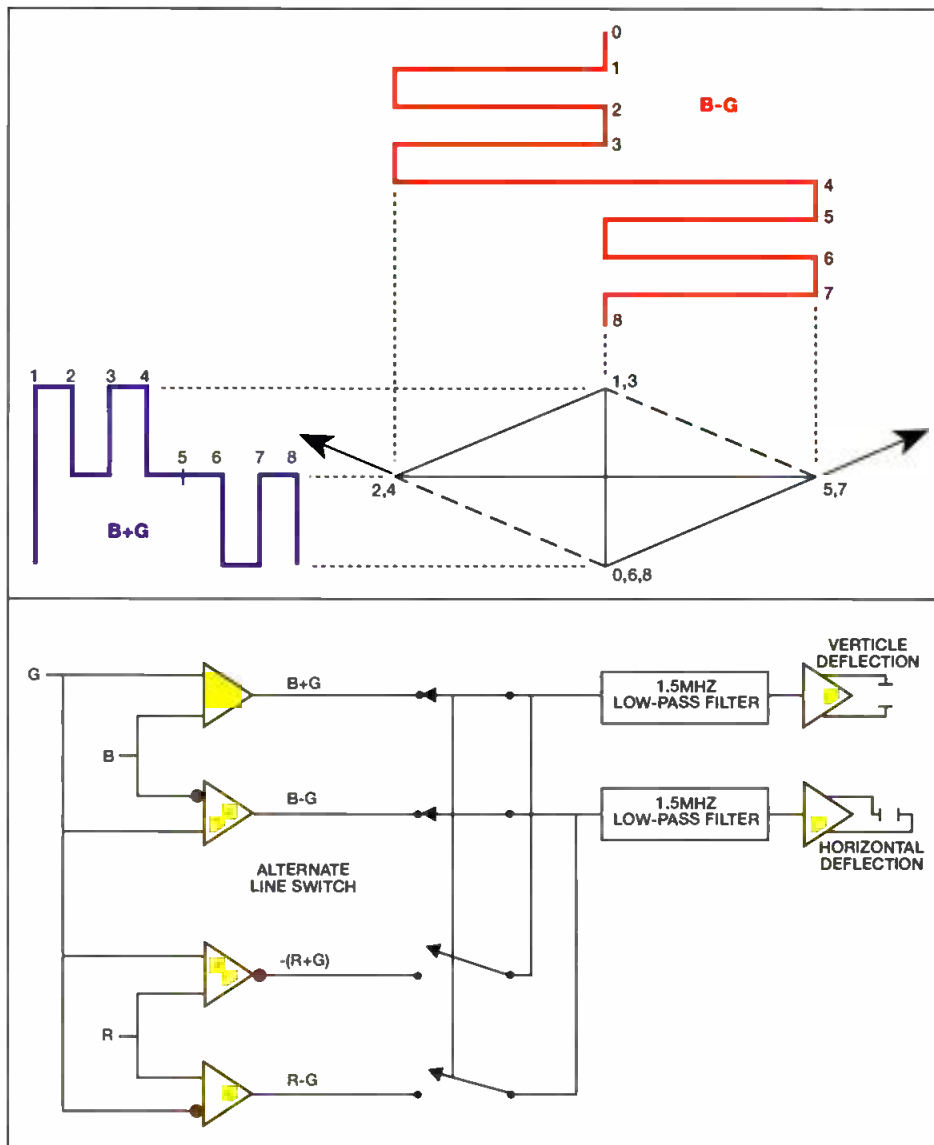 0
1
B-G
2
3
4
5
6
7
8
1 2 3 4
1,3
5 6 7 8
2,4
5,7
B+G
0,6,8
VERTICLE
DEFLECTION
G
B+G
1.5MHZ
LOW-PASS FILTER
B
B-G
1.5MHZ
LOW-PASS FILTER
HORIZONTAL
DEFLECTION
ALTERNATE
LINE SWITCH
-(R+G)
R
R-G